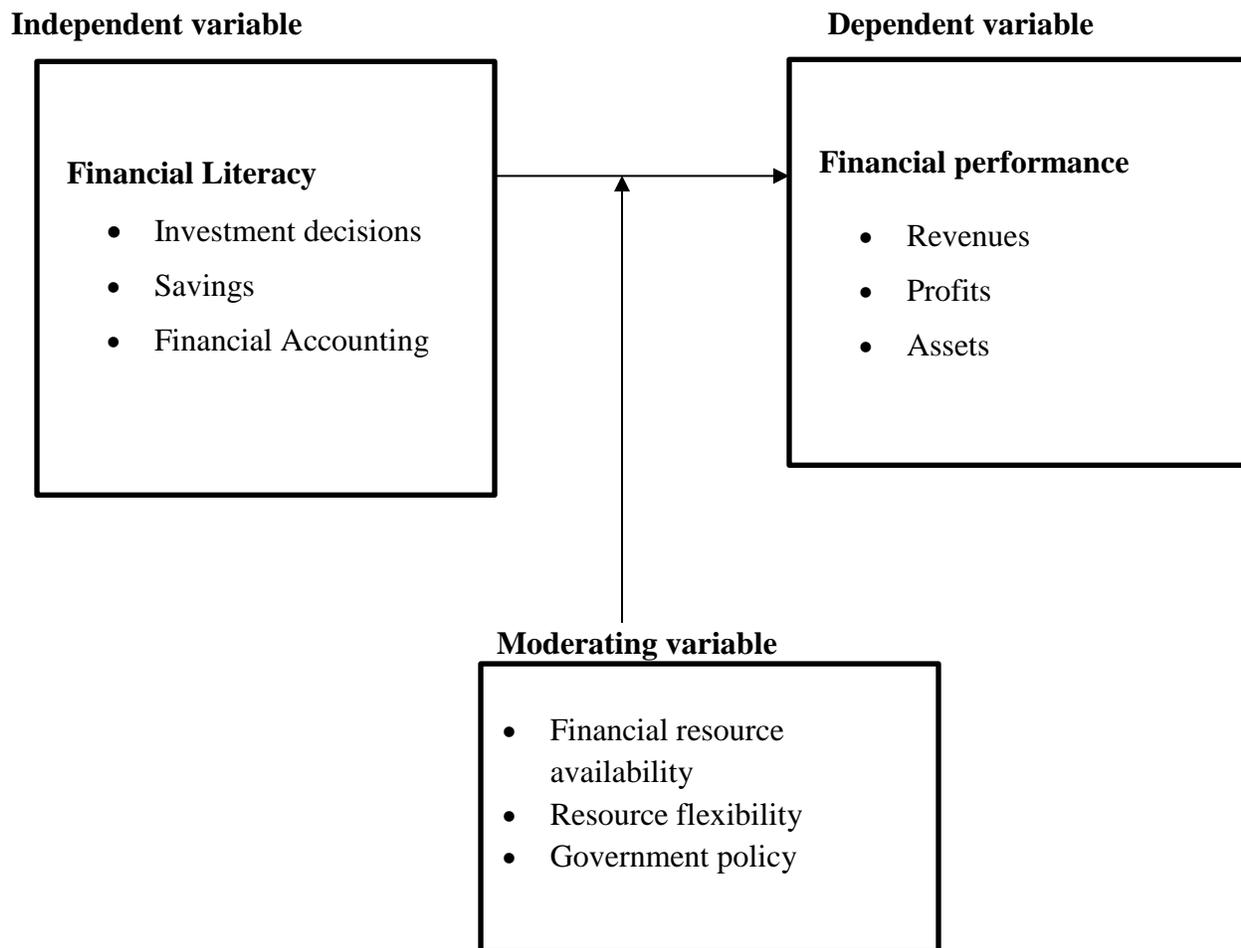 Independent variable
Dependent variable
Financial Literacy
• Investment decisions
• Savings
• Financial Accounting
Financial performance
• Revenues
• Profits
• Assets
Moderating variable
• Financial resource
availability
• Resource flexibility
• Government policy